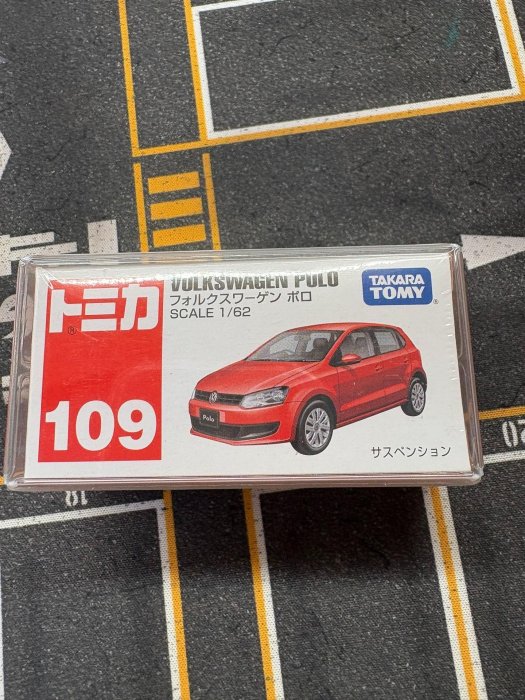 VOLKSWAGEN POLO
フォルクスワーゲン ポロ
SCALE 1/62
トミカ
®
109
TAKARA
TOMY
®
Polo
サスペンション
18